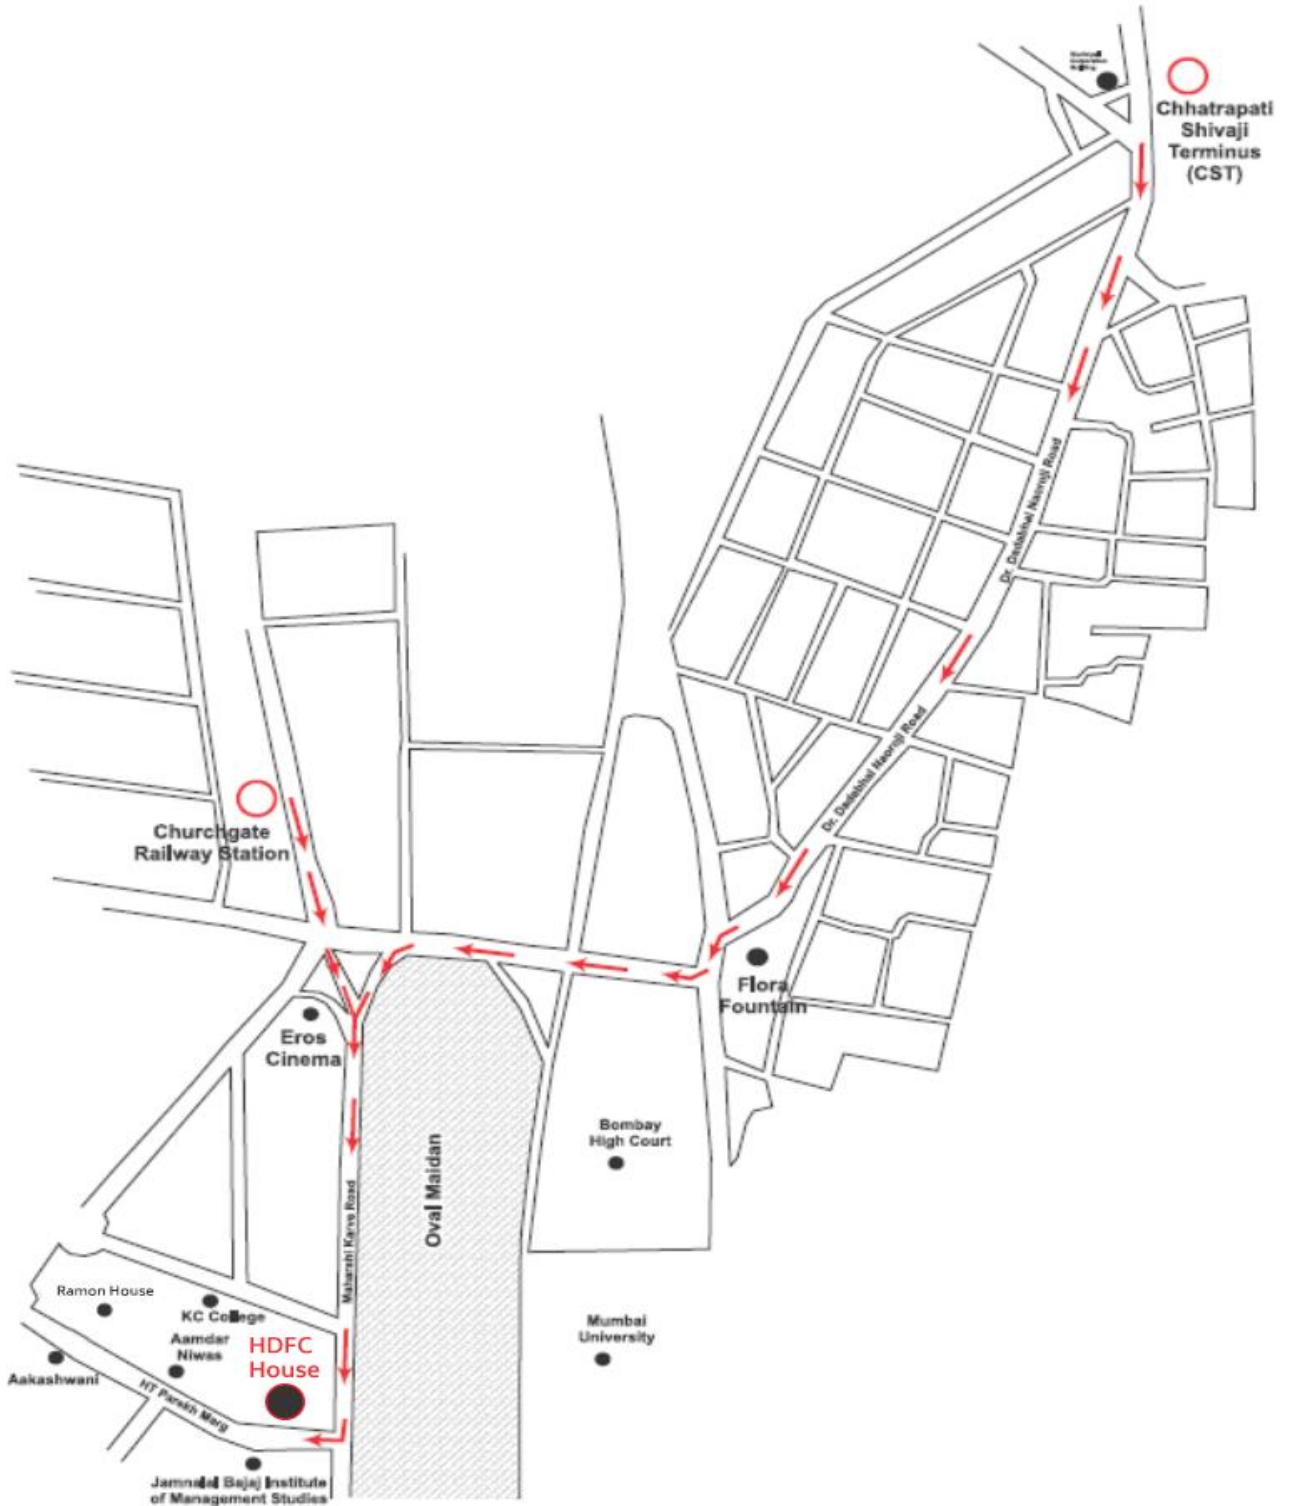 Chhatrapati
Shivaji
Terminus
(CST)
Dr. Dadabhai Naoroji Road
Dr. Dadabhai Naoroji Road
Churchgate
Railway Station
Flora
Fountain
Eros
Cinema
Bombay
High Court
Oval Maidan
Maharshi Karve Road
Ramon House
KC College
Aamdar
Niwas
HDFC
House
Mumbai
University
Aakashwani
HT Parekh Marg
Jamnalal Bajaj Institute
of Management Studies